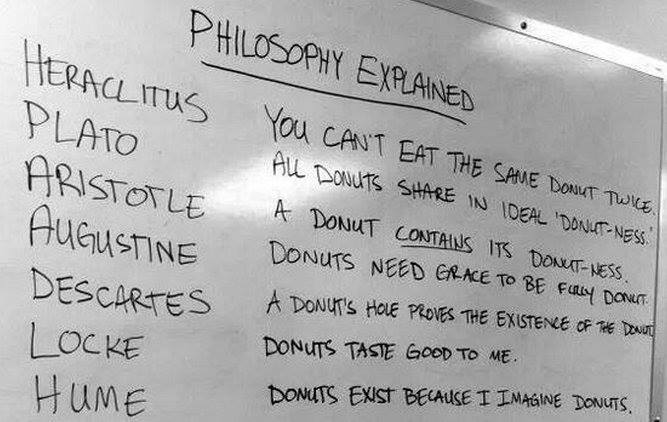 PHILOSOPHY EXPLAINED
HERACLITUS YOU CAN'T EAT THE SAME DONUT TWICE.
PLATO ALL DONUTS SHARE IN IDEAL 'DONUT-NESS.'
ARISTOTLE A DONUT CONTAINS ITS DONUT-NESS.
AUGUSTINE DONUTS NEED GRACE TO BE FULLY DONUT.
DESCARTES A DONUT'S HOLE PROVES THE EXISTENCE OF THE DONUT
LOCKE DONUTS TASTE GOOD TO ME.
HUME DONUTS EXIST BECAUSE I IMAGINE DONUTS.